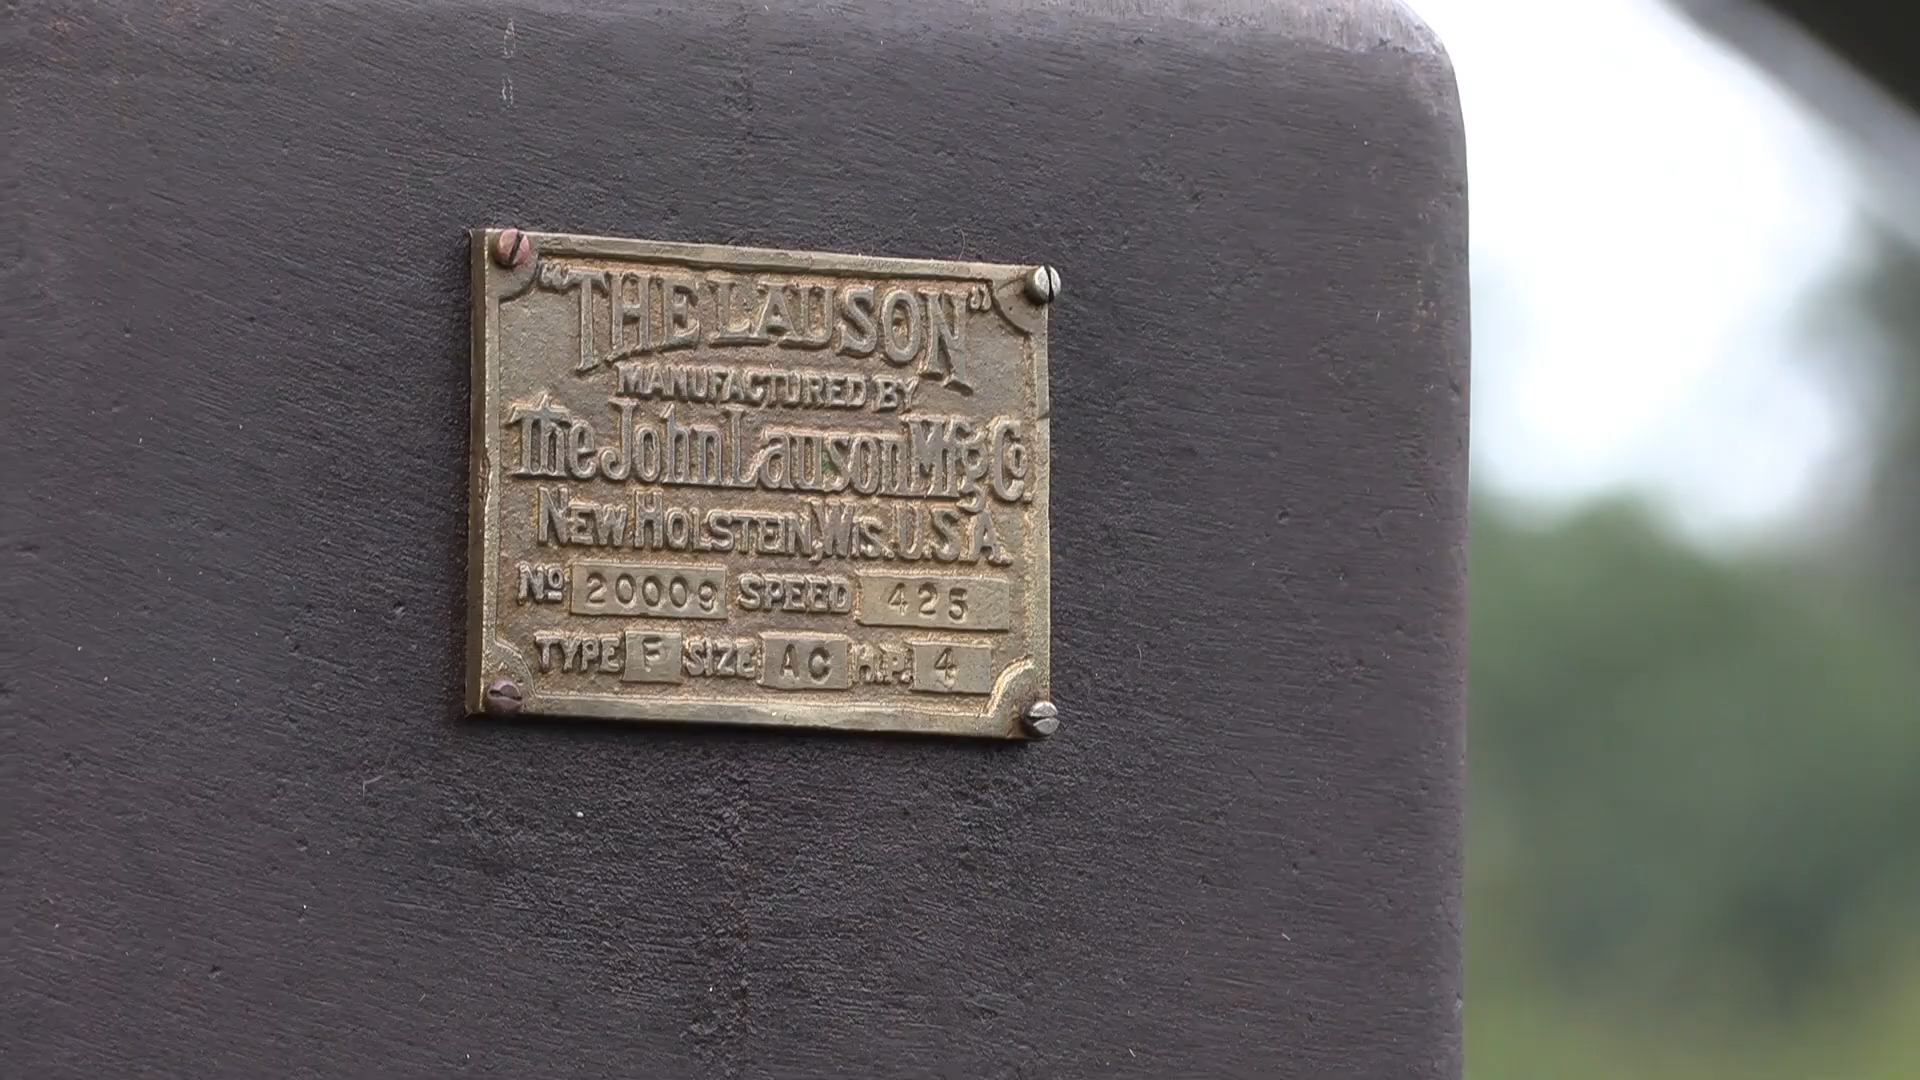 "THE LAUSON"
MANUFACTURED BY
The John Lauson Mfg Co.
NEW HOLSTEIN, WIS. U.S.A.
Nº 20009 SPEED 425
TYPE F SIZE AC H.P. 4